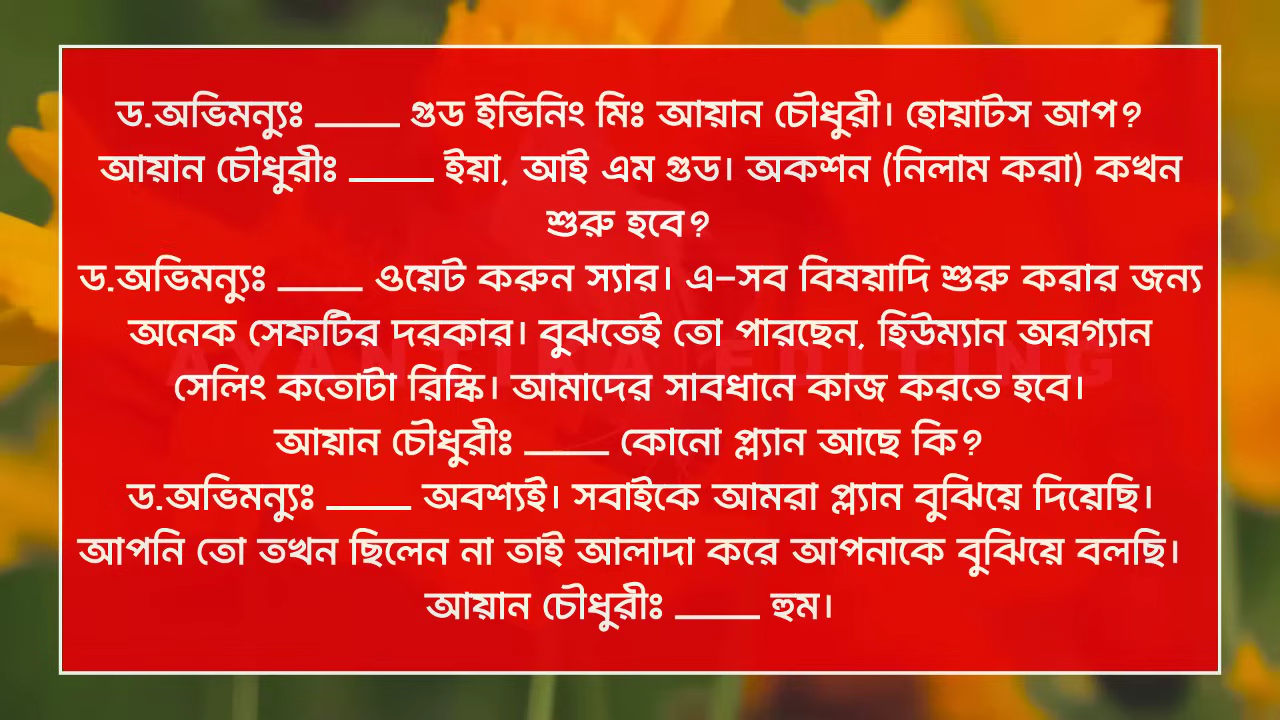 ড.অভিমন্যুঃ ____ গুড ইভিনিং মিঃ আয়ান চৌধুরী। হোয়াটস আপ?
আয়ান চৌধুরীঃ ____ ইয়া, আই এম গুড। অকশন (নিলাম করা) কখন
শুরু হবে?
ড.অভিমন্যুঃ ____ ওয়েট করুন স্যার। এ-সব বিষয়াদি শুরু করার জন্য
অনেক সেফটির দরকার। বুঝতেই তো পারছেন, হিউম্যান অরগ্যান
সেলিং কতোটা রিস্কি। আমাদের সাবধানে কাজ করতে হবে।
AYANTIKA EDITING
আয়ান চৌধুরীঃ ____ কোনো প্ল্যান আছে কি?
ড.অভিমন্যুঃ ____ অবশ্যই। সবাইকে আমরা প্ল্যান বুঝিয়ে দিয়েছি।
আপনি তো তখন ছিলেন না তাই আলাদা করে আপনাকে বুঝিয়ে বলছি।
আয়ান চৌধুরীঃ ____ হুম।